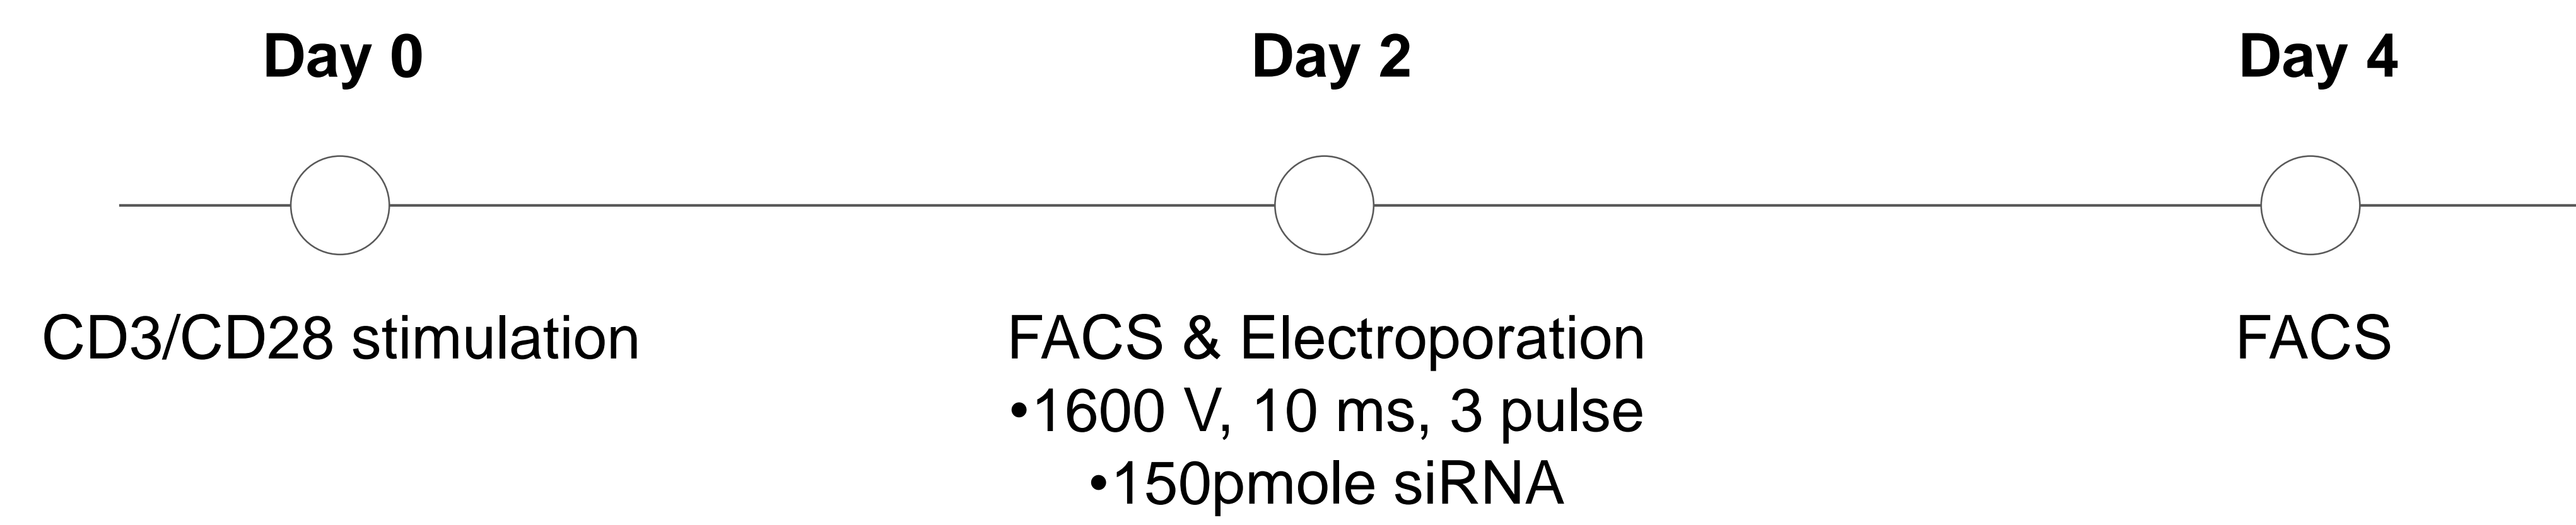 Day 0
Day 2
Day 4
CD3/CD28 stimulation
FACS & Electroporation
•1600 V, 10 ms, 3 pulse
•150pmole siRNA
FACS